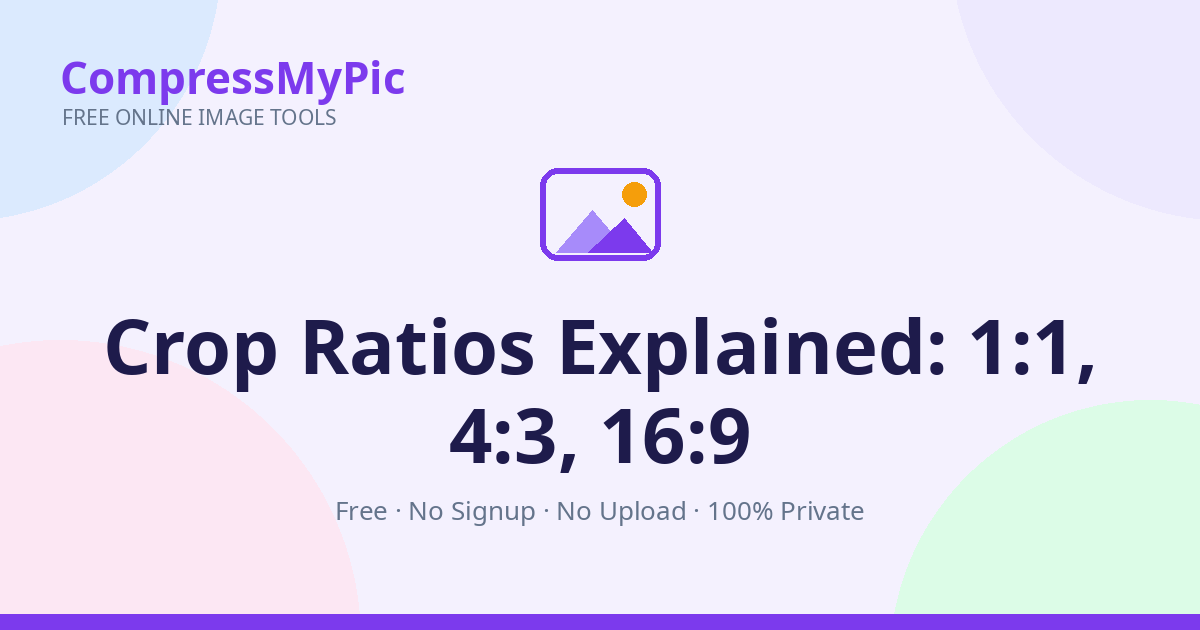 CompressMyPic
FREE ONLINE IMAGE TOOLS
Crop Ratios Explained: 1:1,
4:3, 16:9
Free · No Signup · No Upload · 100% Private